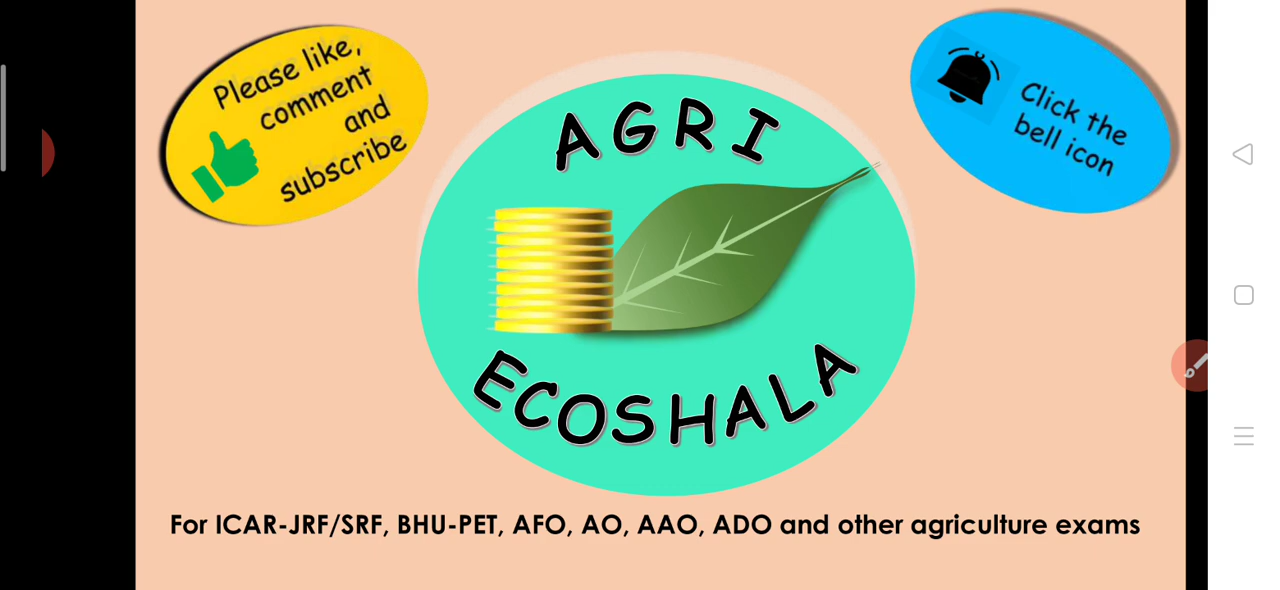 Please like,
comment
and
subscribe
AGRI
ECOSHALA
Click the
bell icon
For ICAR-JRF/SRF, BHU-PET, AFO, AO, AAO, ADO and other agriculture exams